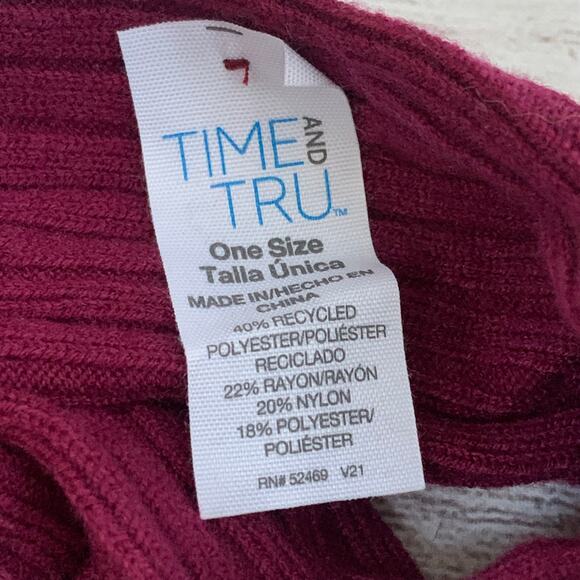 TIME AND
TRU™
One Size
Talla Única
MADE IN/HECHO EN
CHINA
40% RECYCLED
POLYESTER/POLIÉSTER
RECICLADO
22% RAYON/RAYÓN
20% NYLON
18% POLYESTER/
POLIÉSTER
RN# 52469 V21